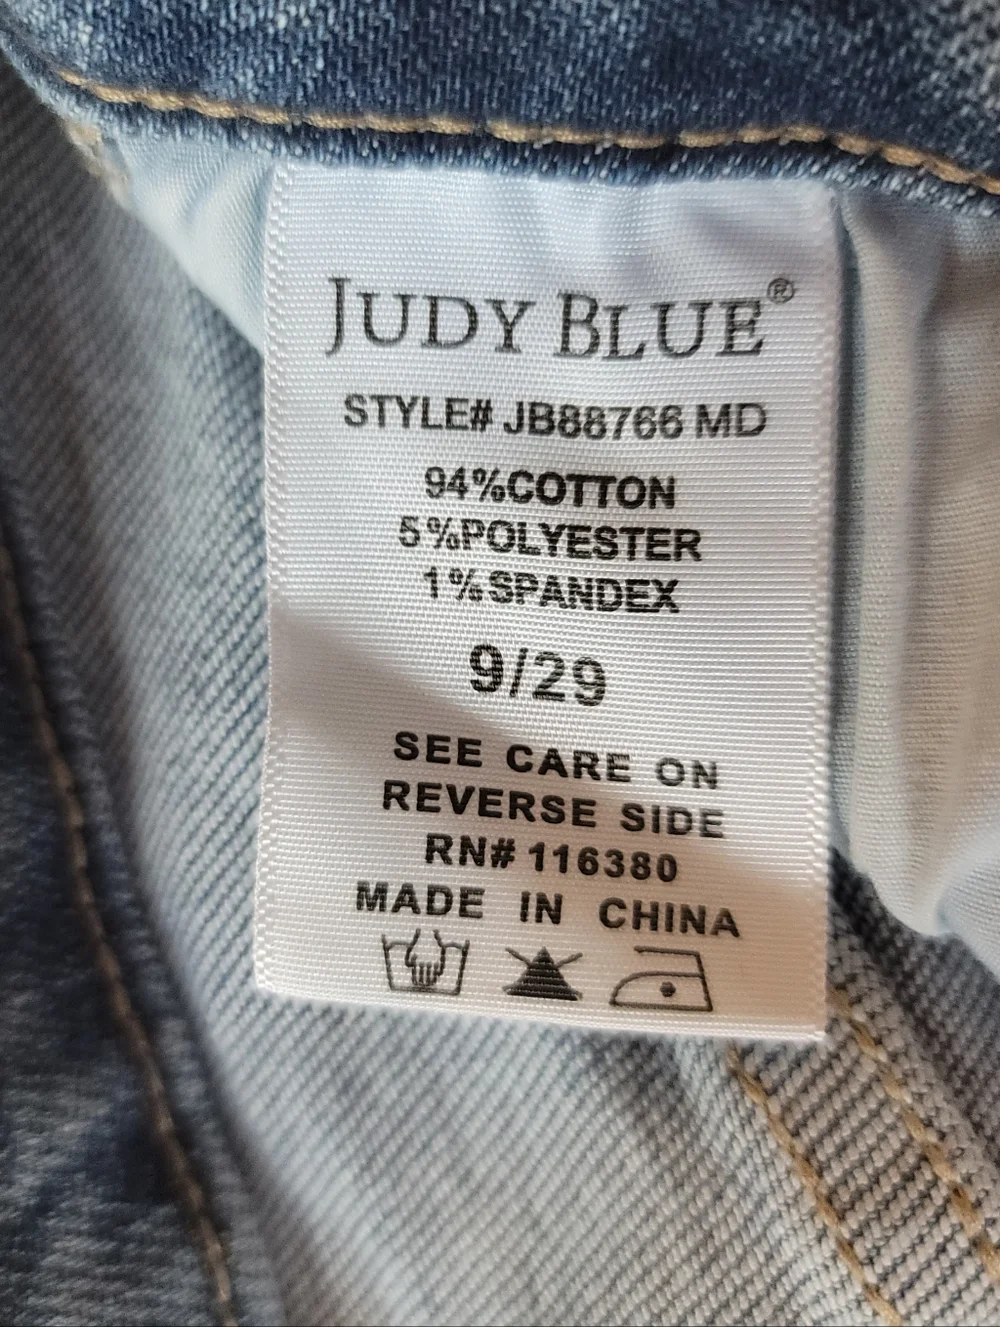 JUDY BLUE®
STYLE# JB88766 MD
94%COTTON
5%POLYESTER
1%SPANDEX
9/29
SEE CARE ON
REVERSE SIDE
RN# 116380
MADE IN CHINA